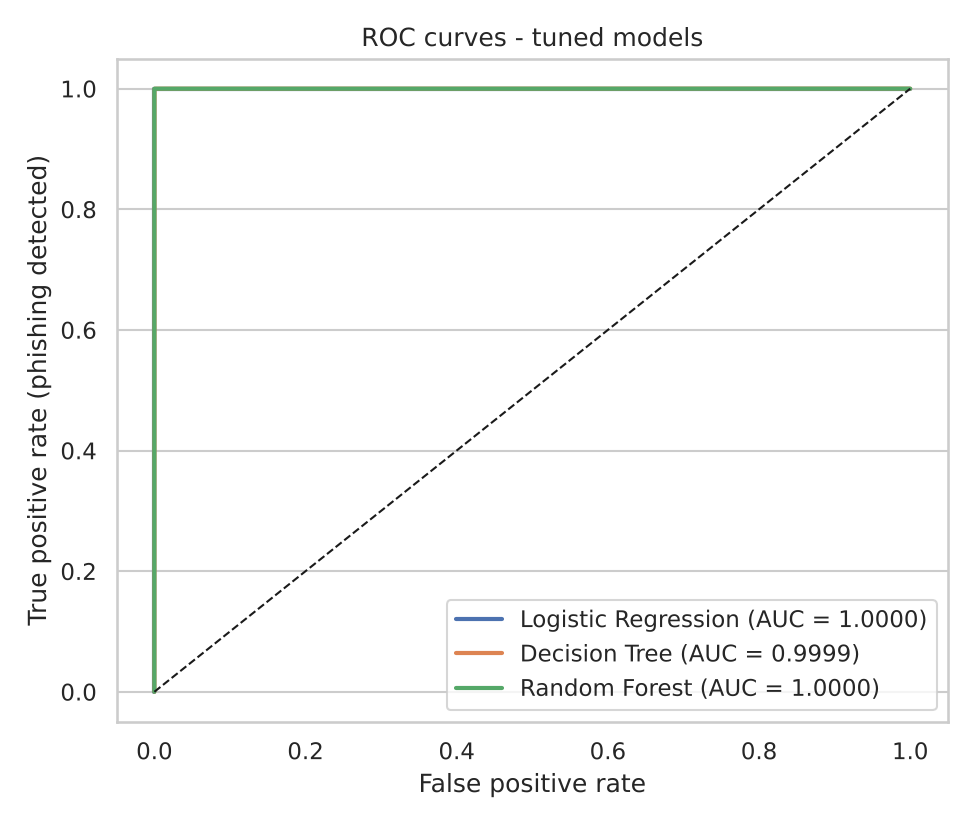 ROC curves - tuned models
True positive rate (phishing detected)
1.0
0.8
0.6
0.4
0.2
0.0
Logistic Regression (AUC = 1.0000)
Decision Tree (AUC = 0.9999)
Random Forest (AUC = 1.0000)
0.0 0.2 0.4 0.6 0.8 1.0
False positive rate